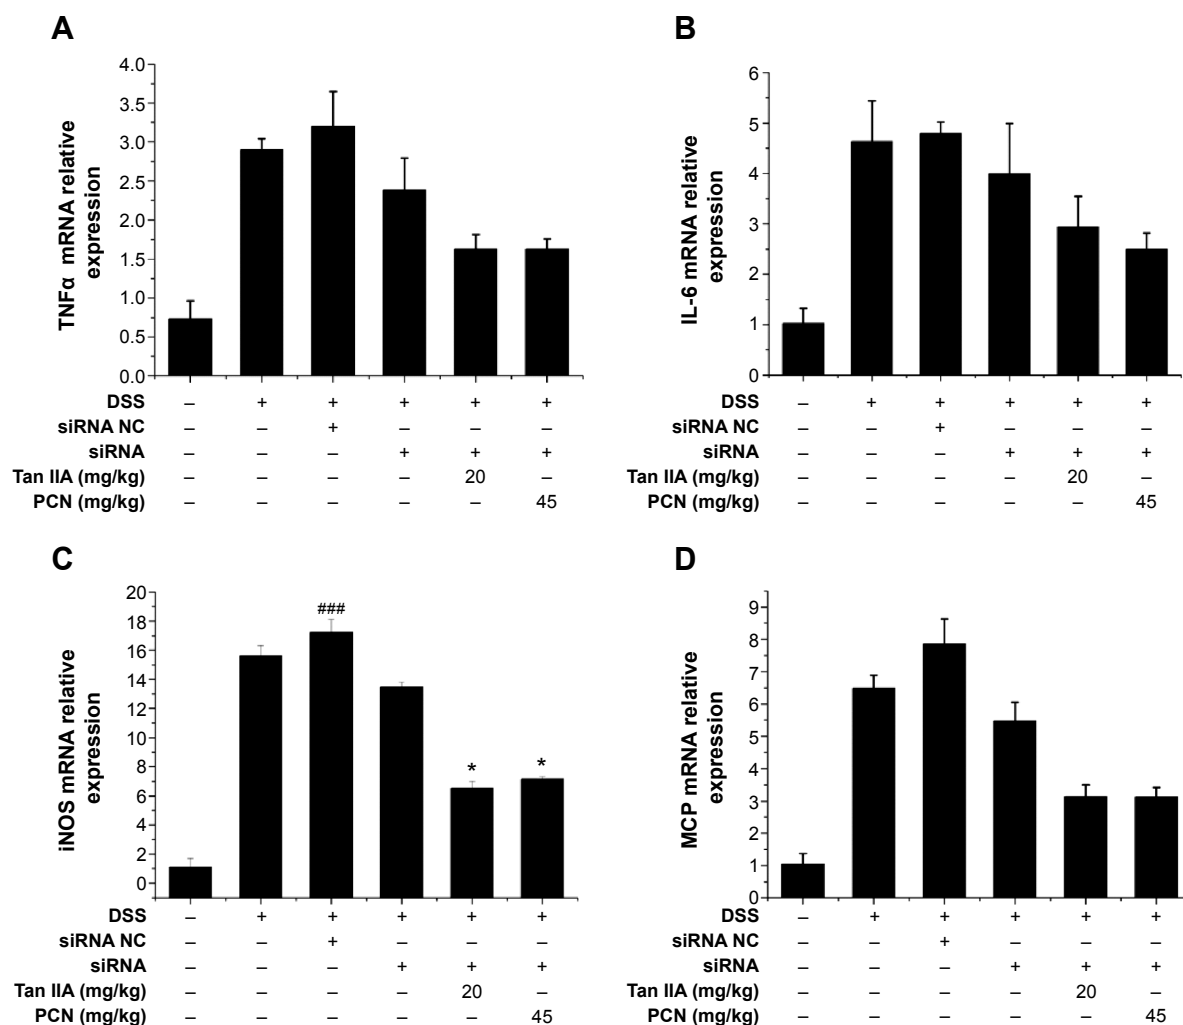 A
TNFα mRNA relative
expression
4.0
3.5
3.0
2.5
2.0
1.5
1.0
0.5
0.0
DSS – + + + + +
siRNA NC – – + – – –
siRNA – – – + + +
Tan IIA (mg/kg) – – – – 20 –
PCN (mg/kg) – – – – – 45
B
IL-6 mRNA relative
expression
6
5
4
3
2
1
0
DSS – + + + + +
siRNA NC – – + – – –
siRNA – – – + + +
Tan IIA (mg/kg) – – – – 20 –
PCN (mg/kg) – – – – – 45
C
iNOS mRNA relative
expression
20
18
16
14
12
10
8
6
4
2
0
###
*
*
DSS – + + + + +
siRNA NC – – + – – –
siRNA – – – + + +
Tan IIA (mg/kg) – – – – 20 –
PCN (mg/kg) – – – – – 45
D
MCP mRNA relative
expression
9
8
7
6
5
4
3
2
1
0
DSS – + + + + +
siRNA NC – – + – – –
siRNA – – – + + +
Tan IIA (mg/kg) – – – – 20 –
PCN (mg/kg) – – – – – 45